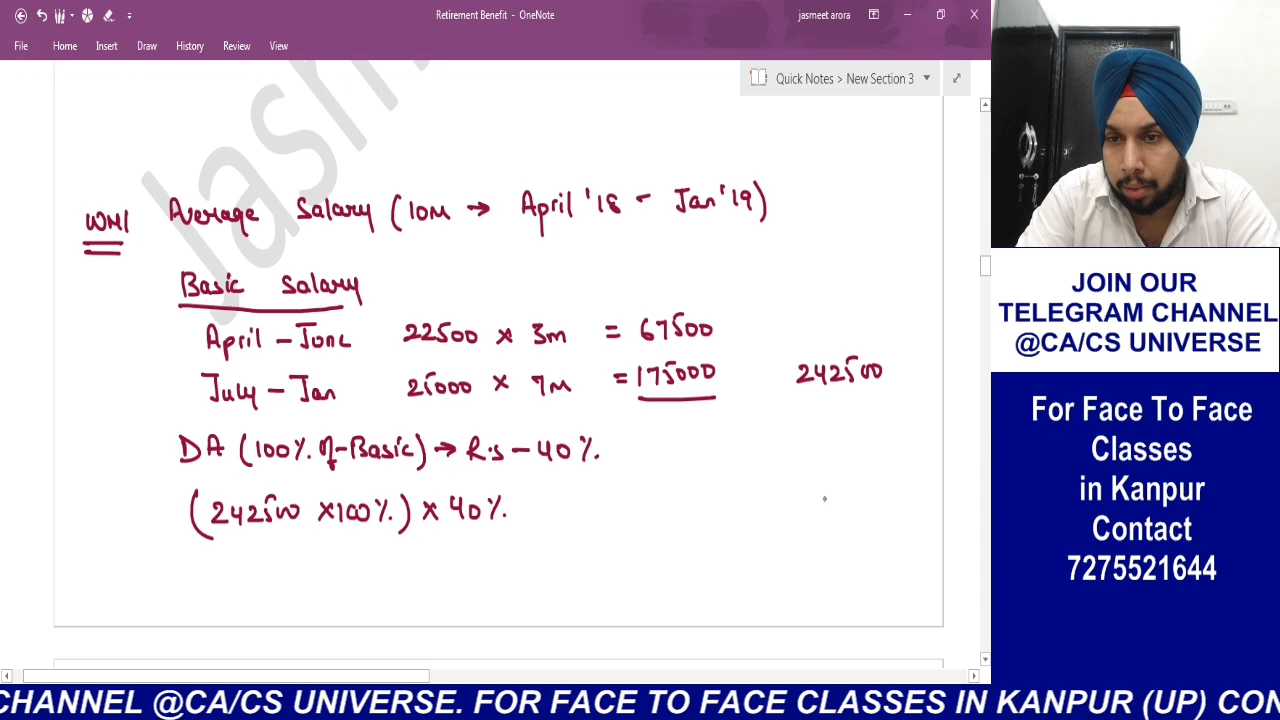 Retirement Benefit - OneNote
jasmeet arora
File Home Insert Draw History Review View
Quick Notes > New Section 3
Jash
WN1 Average Salary (10M → April '18 - Jan '19)
Basic Salary
April - June 22500 × 3m = 67500
July - Jan 25000 × 7m = 175000 242500
DA (100% of Basic) → R.s - 40%.
(242500 ×100%.) × 40%.
JOIN OUR
TELEGRAM CHANNEL
@CA/CS UNIVERSE
For Face To Face
Classes
in Kanpur
Contact
7275521644
CHANNEL @CA/CS UNIVERSE. FOR FACE TO FACE CLASSES IN KANPUR (UP) CON